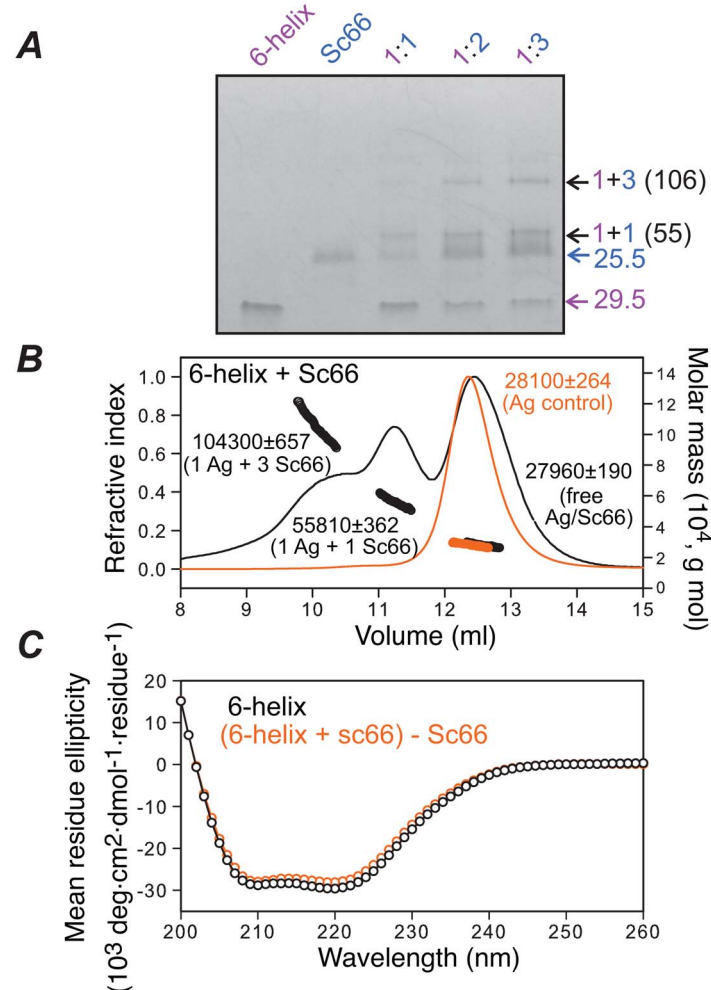 A
6-helix
Sc66
1:1
1:2
1:3
1+3 (106)
1+1 (55)
25.5
29.5
B
6-helix + Sc66
28100±264
(Ag control)
104300±657
(1 Ag + 3 Sc66)
55810±362
(1 Ag + 1 Sc66)
27960±190
(free
Ag/Sc66)
Refractive index
1.0
0.8
0.6
0.4
0.2
0.0
Molar mass (10⁴, g mol)
14
12
10
8
6
4
2
0
8 9 10 11 12 13 14 15
Volume (ml)
C
6-helix
(6-helix + sc66) - Sc66
Mean residue ellipticity
(10³ deg·cm2·dmol⁻¹·residue⁻¹)
20
10
0
-10
-20
-30
200 210 220 230 240 250 260
Wavelength (nm)